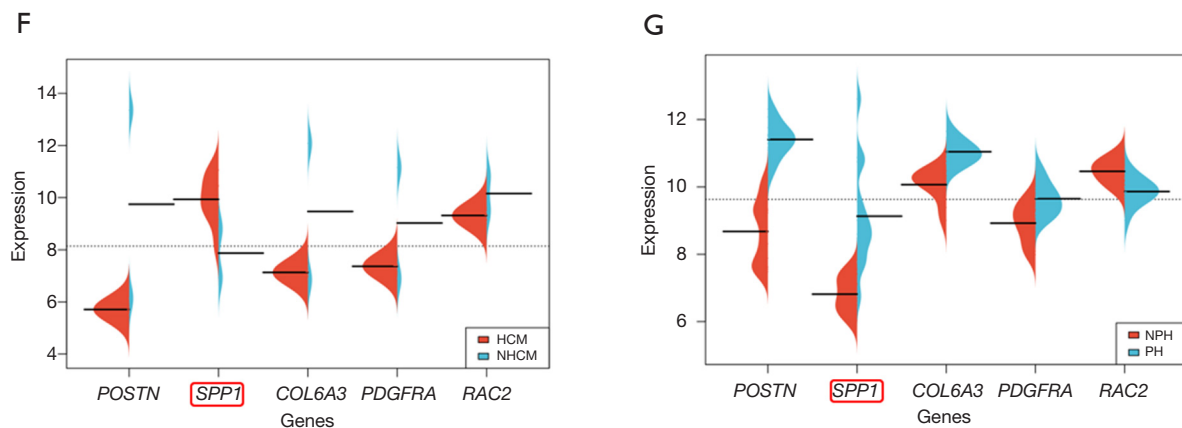 F
Expression
14
12
10
8
6
4
HCM
NHCM
POSTN SPP1 COL6A3 PDGFRA RAC2
Genes
G
Expression
12
10
8
6
NPH
PH
POSTN SPP1 COL6A3 PDGFRA RAC2
Genes